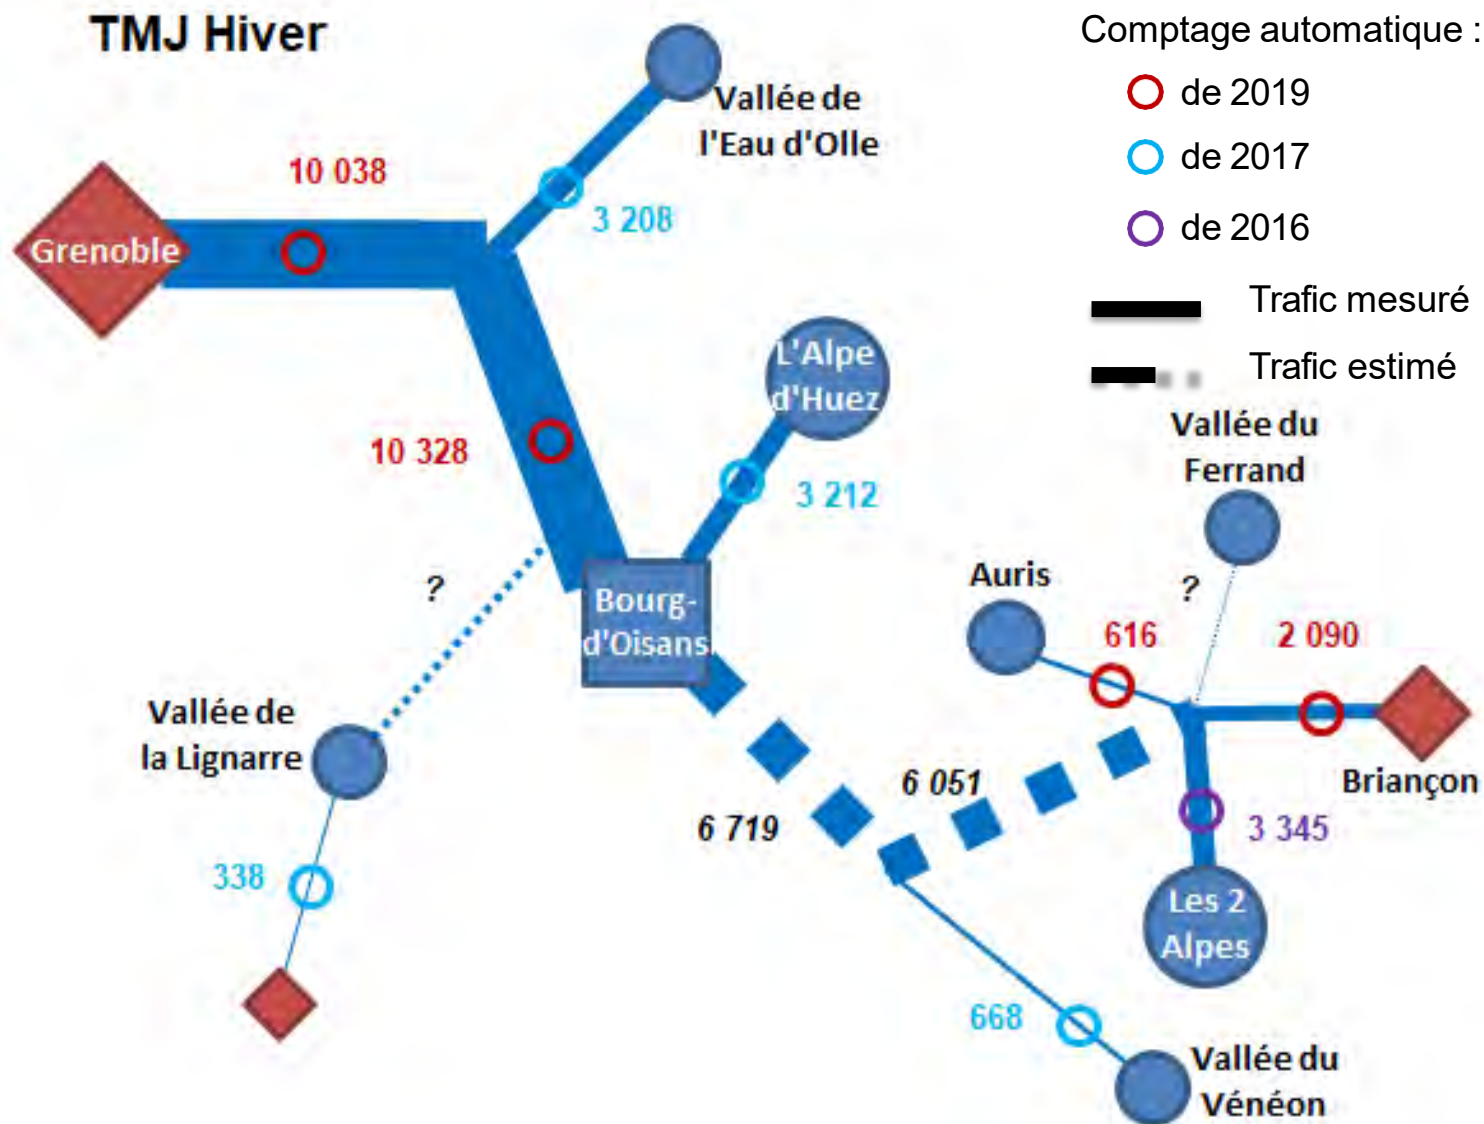 TMJ Hiver
Comptage automatique :
de 2019
de 2017
de 2016
Trafic mesuré
Trafic estimé
Vallée de
l'Eau d'Olle
10 038
3 208
Grenoble
L'Alpe
d'Huez
10 328
3 212
Vallée du
Ferrand
?
Bourg-
d'Oisans
Auris
?
616
2 090
Vallée de
la Lignarre
Briançon
6 051
6 719
3 345
338
Les 2
Alpes
668
Vallée du
Vénéon